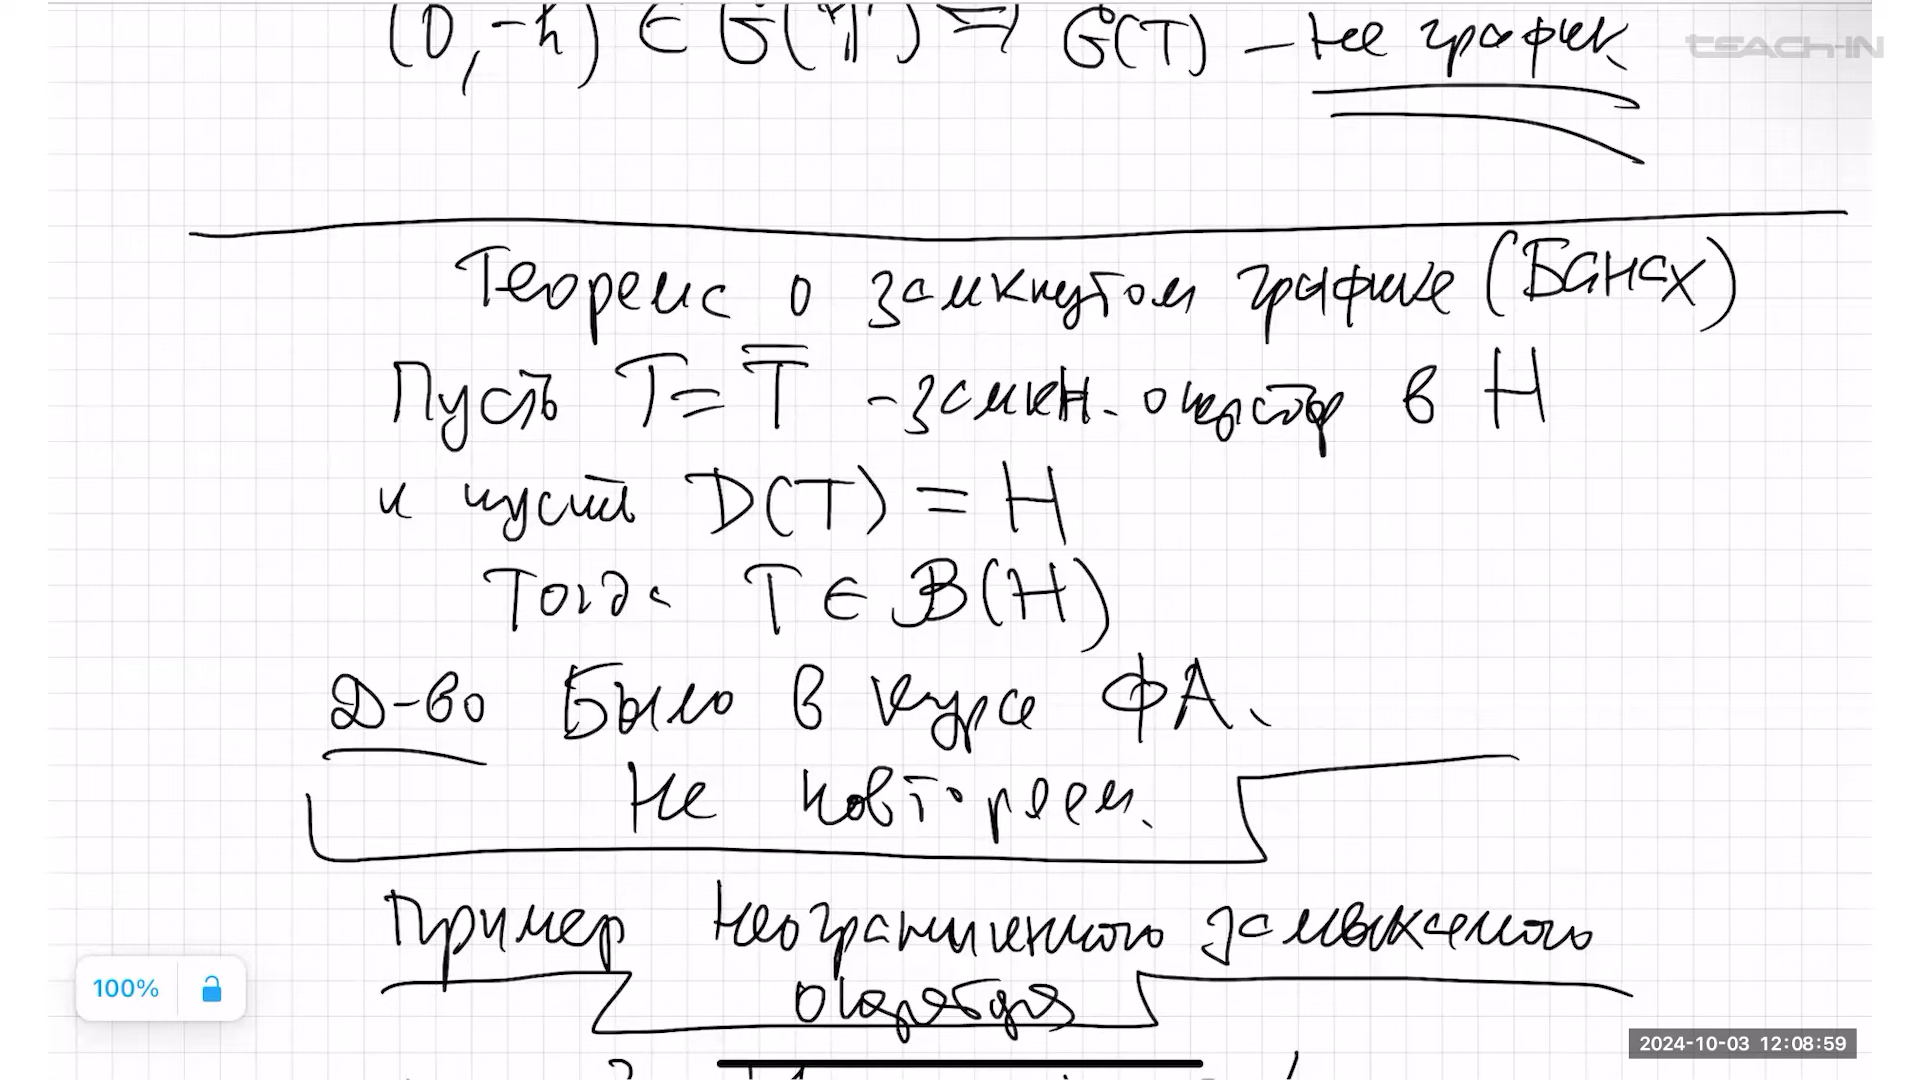 (0, -h) ∈ G(T) ⇒ G(T) – не график
TEACH-IN
Теорема о замкнутом графике (Банах)
Пусть T = T̅ – замкн. оператор в H
и пусть D(T) = H
Тогда T ∈ B(H)
Д-во Было в курсе ФА.
Не повторяем.
Пример неограниченного замыкаемого
оператора
100%
2024-10-03 12:08:59